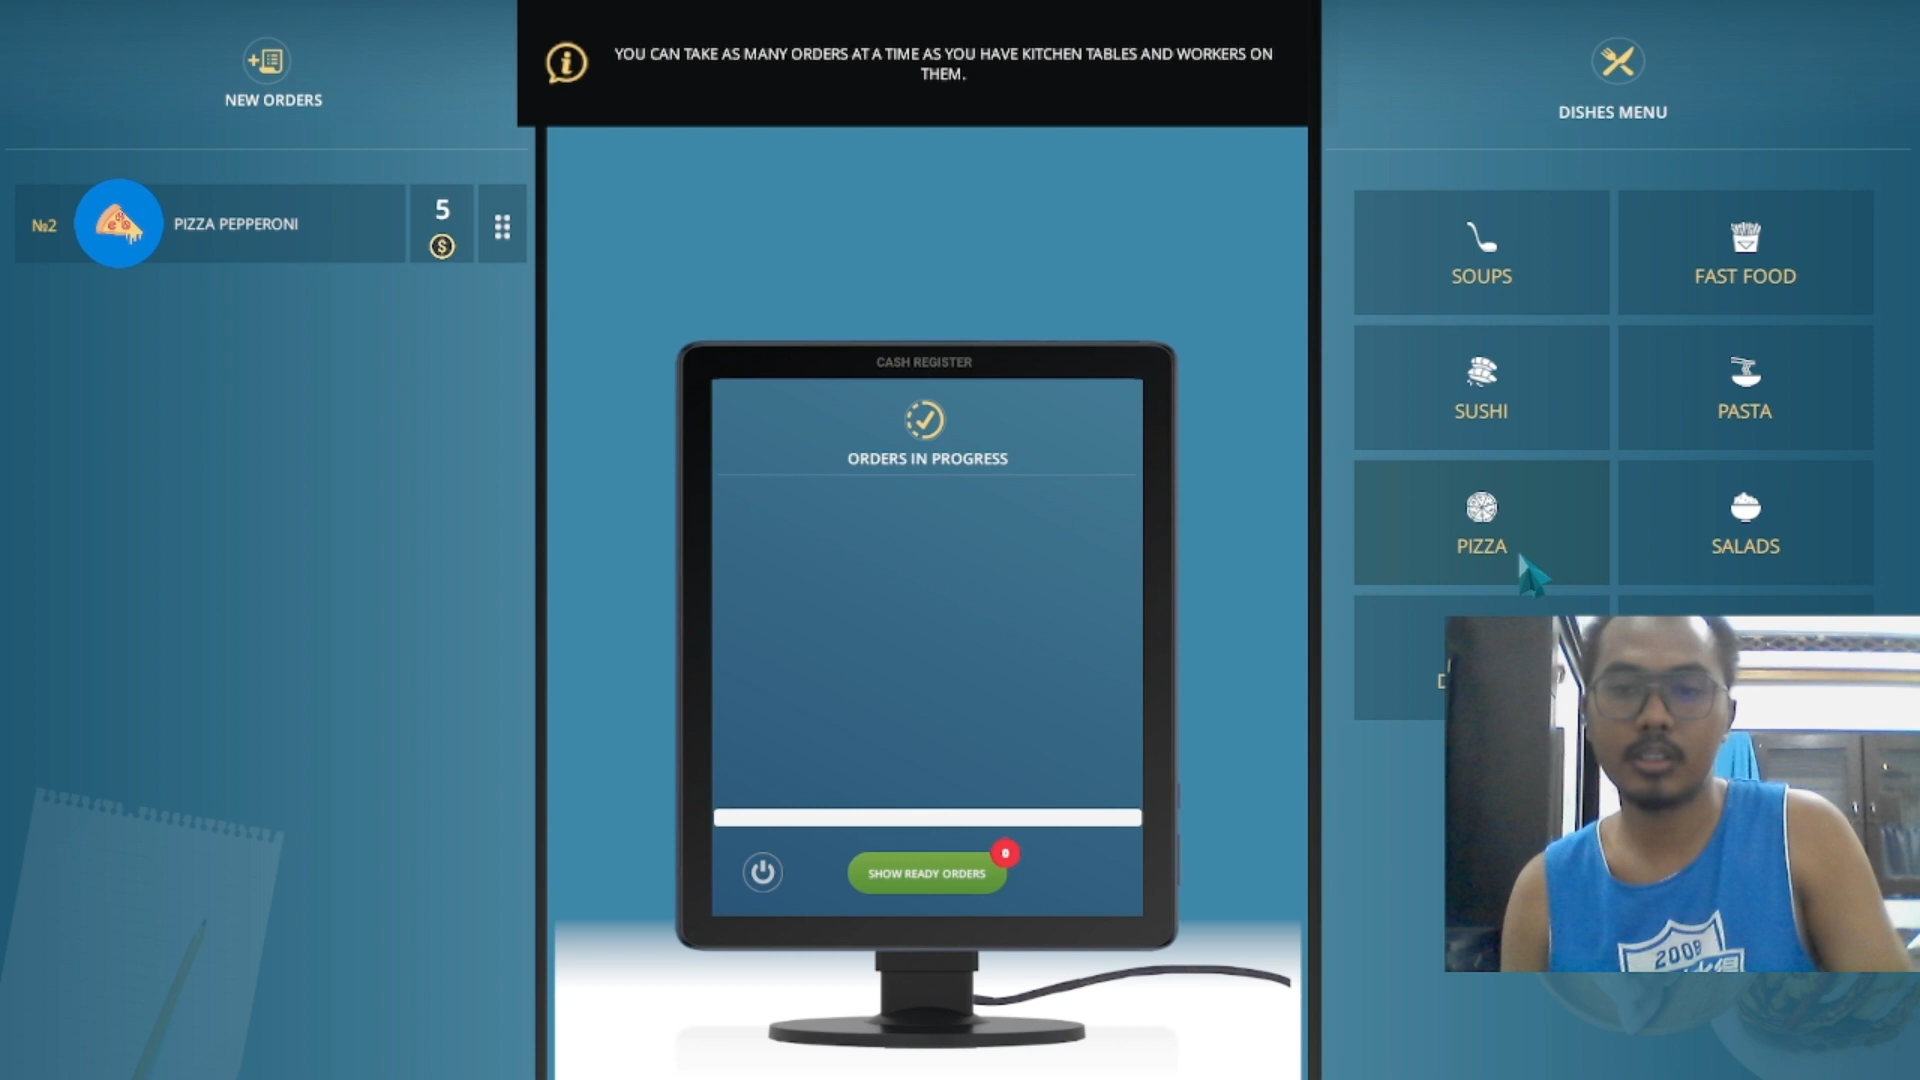 NEW ORDERS
YOU CAN TAKE AS MANY ORDERS AT A TIME AS YOU HAVE KITCHEN TABLES AND WORKERS ON
THEM.
DISHES MENU
№2
PIZZA PEPPERONI
5
$
CASH REGISTER
ORDERS IN PROGRESS
0
SHOW READY ORDERS
SOUPS
FAST FOOD
SUSHI
PASTA
PIZZA
SALADS
2008